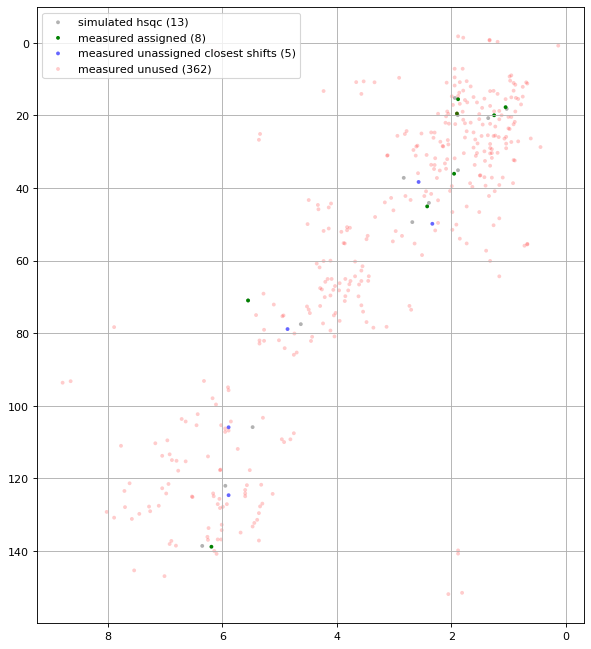 simulated hsqc (13)
measured assigned (8)
measured unassigned closest shifts (5)
measured unused (362)
0
20
40
60
80
100
120
140
8 6 4 2 0